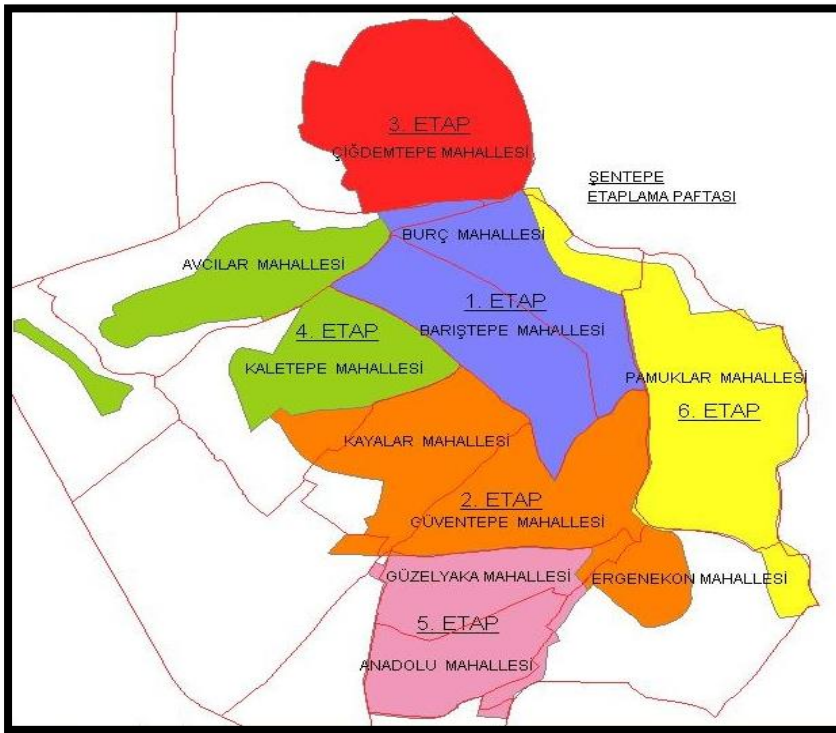 3. ETAP
ÇİĞDEMTEPE MAHALLESİ
ŞENTEPE
ETAPLAMA PAFTASI
BURÇ MAHALLESİ
AVCILAR MAHALLESİ
1. ETAP
4. ETAP
BARIŞTEPE MAHALLESİ
KALETEPE MAHALLESİ
PAMUKLAR MAHALLESİ
6. ETAP
KAYALAR MAHALLESİ
2. ETAP
GÜVENTEPE MAHALLESİ
GÜZELYAKA MAHALLESİ
ERGENEKON MAHALLESİ
5. ETAP
ANADOLU MAHALLESİ